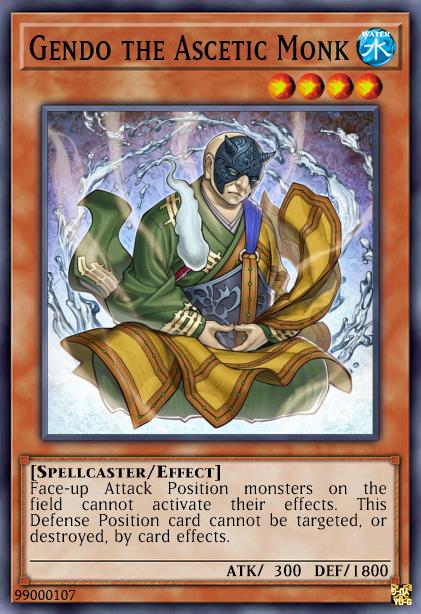 GENDO THE ASCETIC MONK
WATER
水
[SPELLCASTER/EFFECT]
Face-up Attack Position monsters on the
field cannot activate their effects. This
Defense Position card cannot be targeted, or
destroyed, by card effects.
ATK/ 300 DEF/1800
99000107